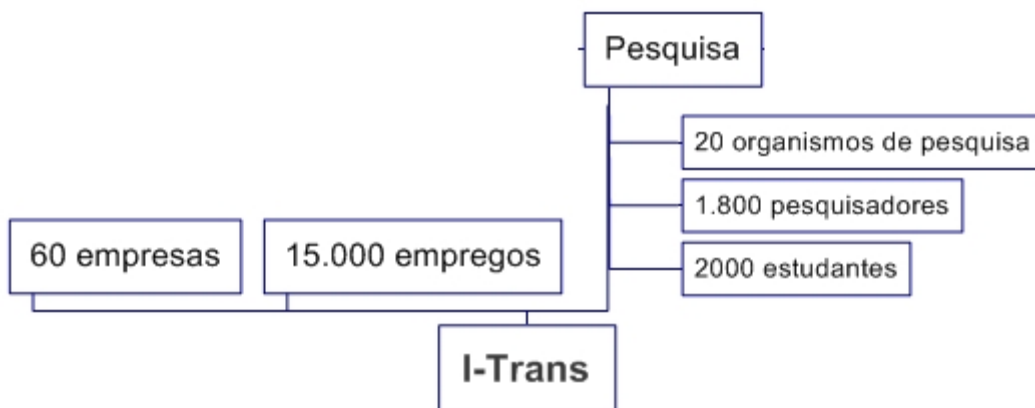 Pesquisa
20 organismos de pesquisa
1.800 pesquisadores
2000 estudantes
60 empresas
15.000 empregos
I-Trans